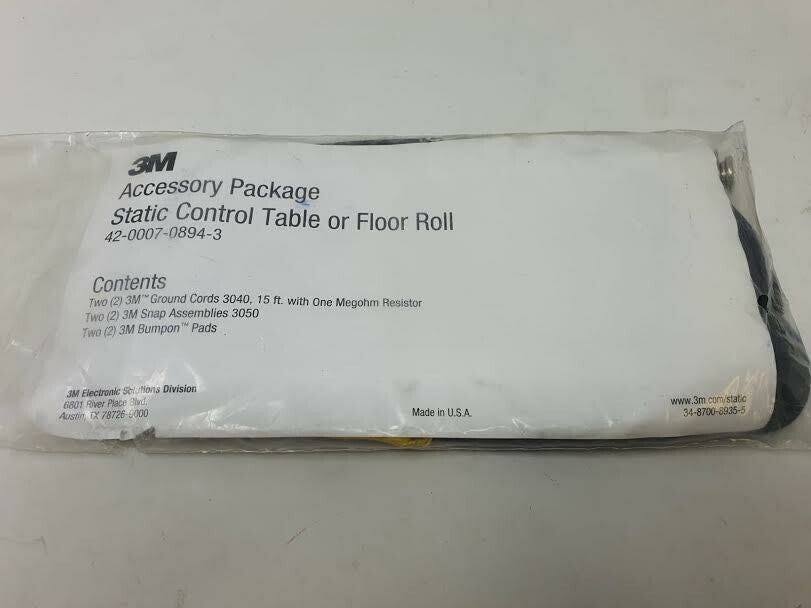 3M
Accessory Package
Static Control Table or Floor Roll
42-0007-0894-3
Contents
Two (2) 3M™ Ground Cords 3040, 15 ft. with One Megohm Resistor
Two (2) 3M Snap Assemblies 3050
Two (2) 3M Bumpon™ Pads
3M Electronic Solutions Division
6801 River Place Blvd.
Austin, TX 78726-9000
Made in U.S.A.
www.3m.com/static
34-8700-8935-5